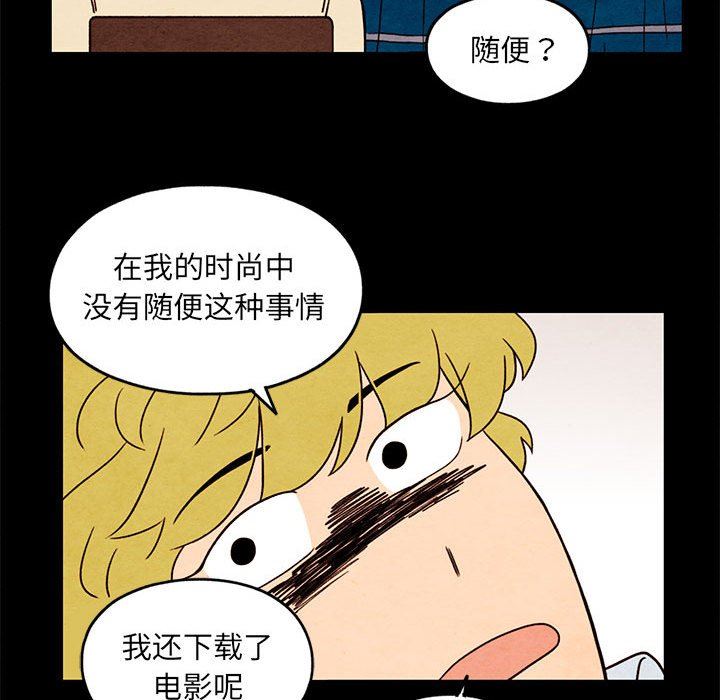 随便？
在我的时尚中
没有随便这种事情
我还下载了
电影呢